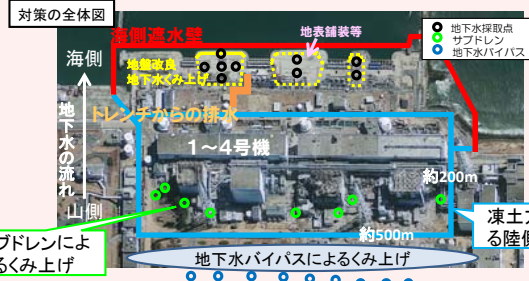 対策の全体図
海側遮水壁
地表舗装等
地下水採取点
サブドレン
地下水バイパス
海側
地盤改良
地下水くみ上げ
トレンチからの排水
地下水の流れ
1～4号機
約200m
山側
ブドレンによ
るくみ上げ
約500m
凍土
る陸側
地下水バイパスによるくみ上げ